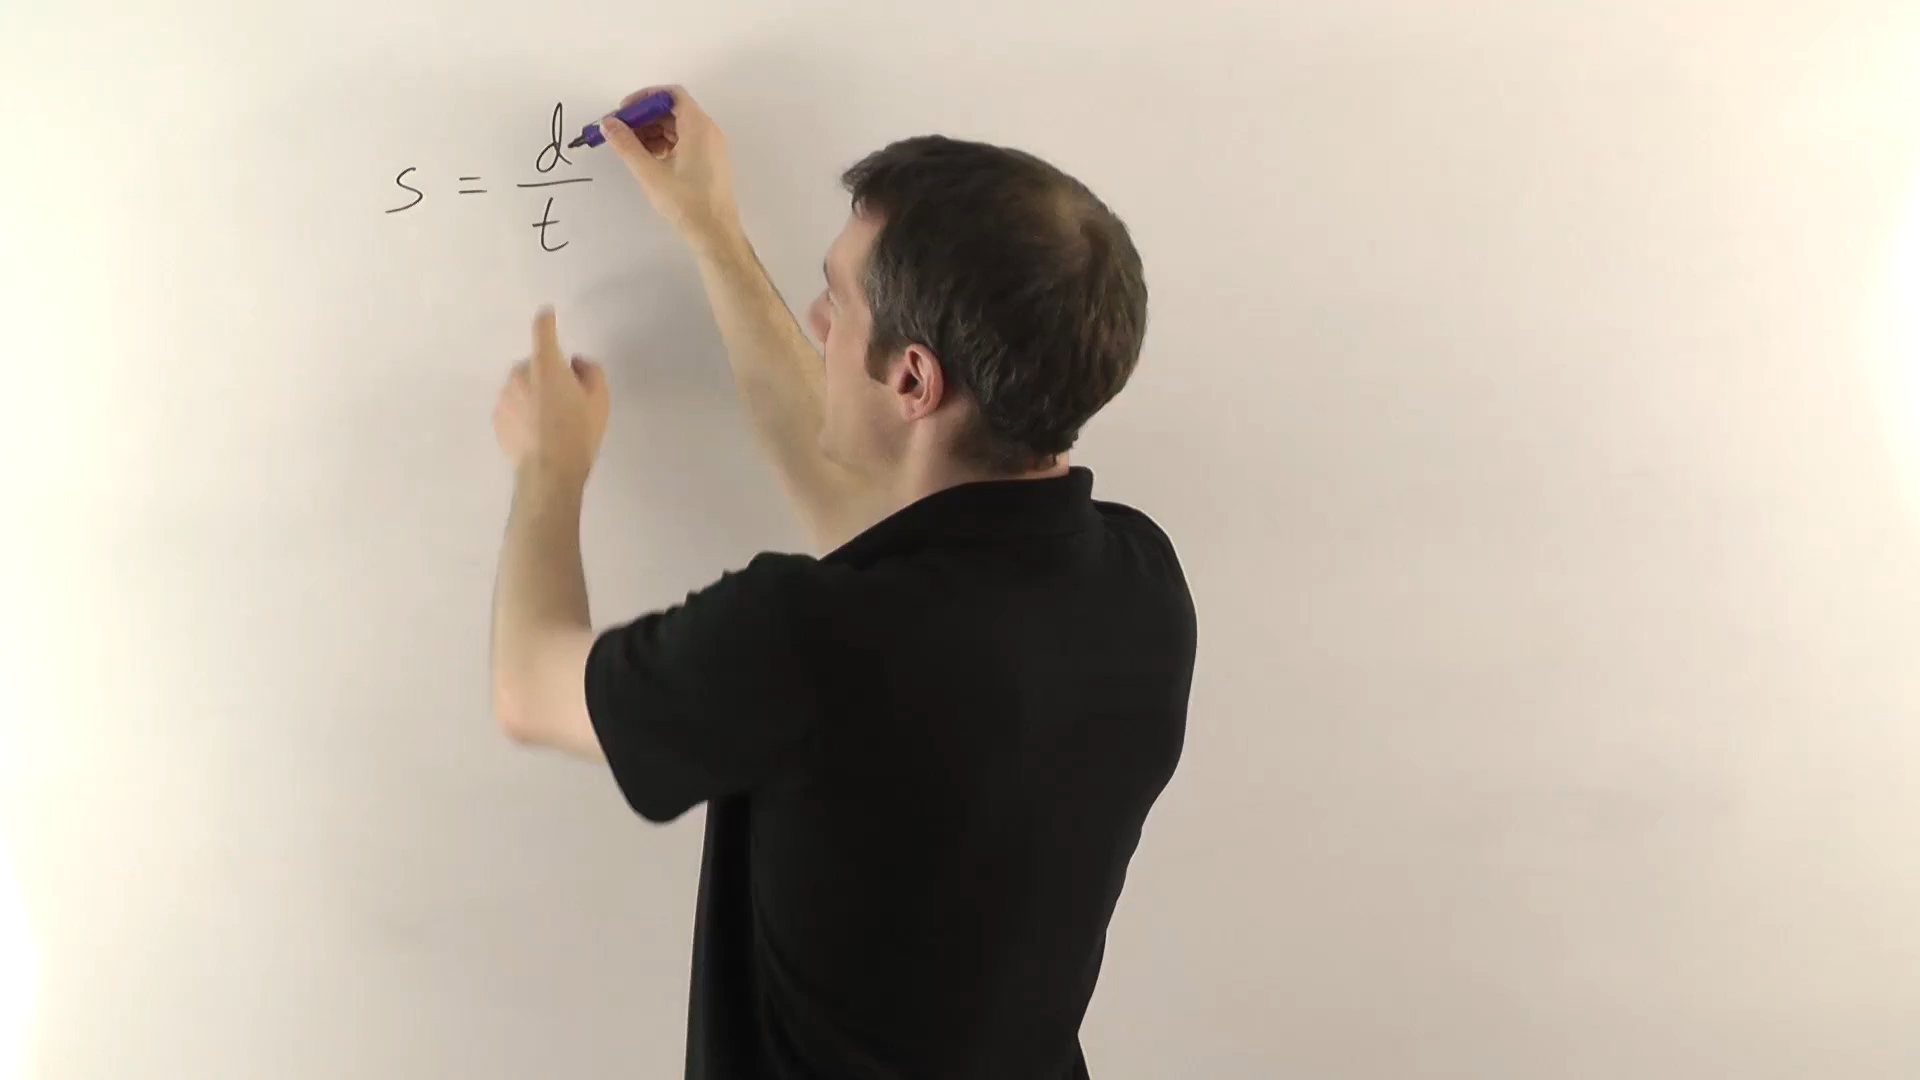 s = d/t